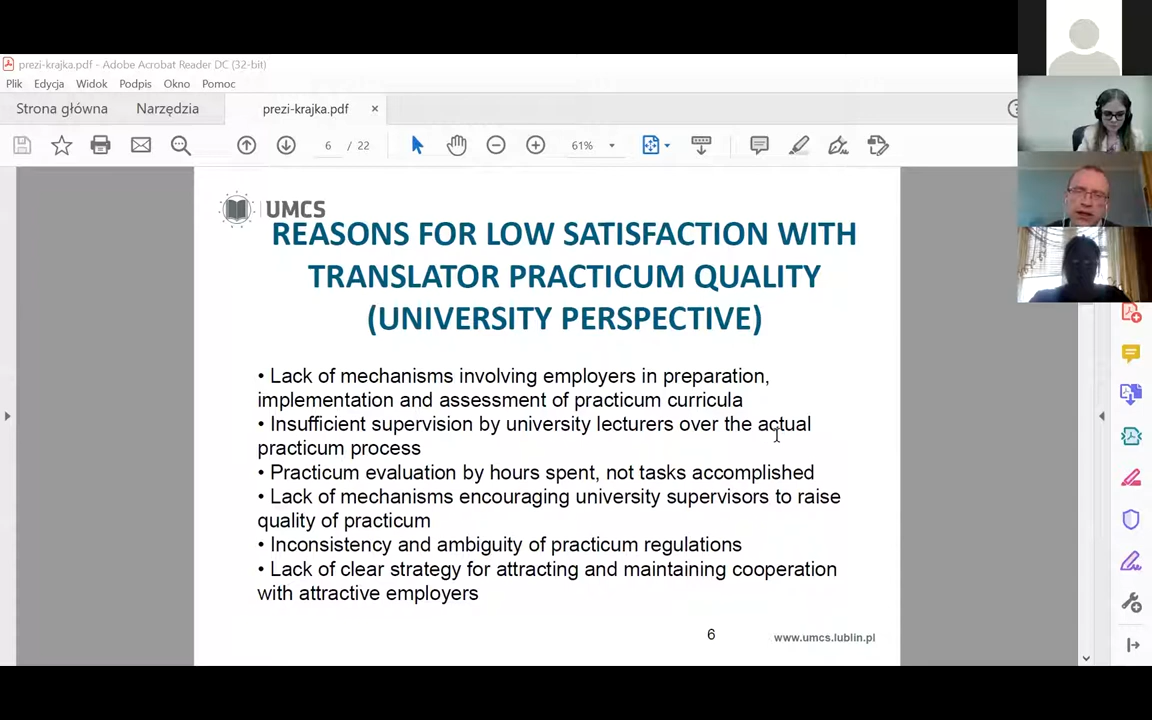 prezi-krajka.pdf - Adobe Acrobat Reader DC (32-bit)
Plik Edycja Widok Podpis Okno Pomoc
Strona główna Narzędzia prezi-krajka.pdf ×
6 / 22 61%
UMCS
REASONS FOR LOW SATISFACTION WITH
TRANSLATOR PRACTICUM QUALITY
(UNIVERSITY PERSPECTIVE)
• Lack of mechanisms involving employers in preparation,
implementation and assessment of practicum curricula
• Insufficient supervision by university lecturers over the actual
practicum process
• Practicum evaluation by hours spent, not tasks accomplished
• Lack of mechanisms encouraging university supervisors to raise
quality of practicum
• Inconsistency and ambiguity of practicum regulations
• Lack of clear strategy for attracting and maintaining cooperation
with attractive employers
6 www.umcs.lublin.pl